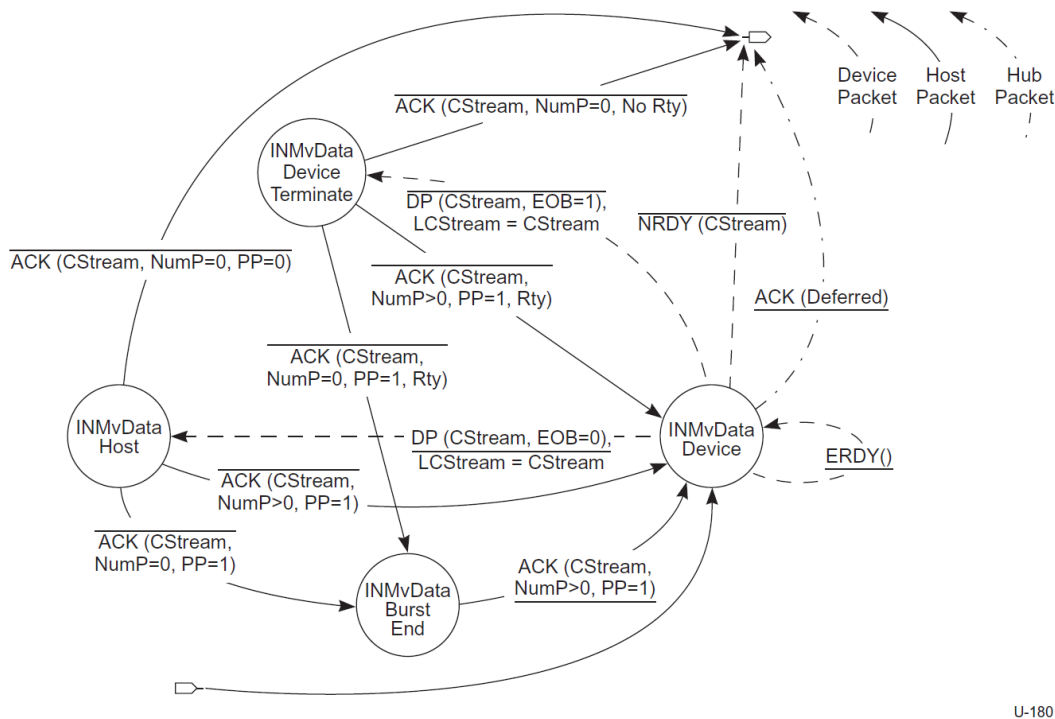 Device
Packet
Host
Packet
Hub
Packet
ACK (CStream, NumP=0, No Rty)
INMvData
Device
Terminate
DP (CStream, EOB=1),
LCStream = CStream
NRDY (CStream)
ACK (CStream, NumP=0, PP=0)
ACK (CStream,
NumP>0, PP=1, Rty)
ACK (Deferred)
ACK (CStream,
NumP=0, PP=1, Rty)
INMvData
Host
DP (CStream, EOB=0),
LCStream = CStream
INMvData
Device
ERDY()
ACK (CStream,
NumP>0, PP=1)
ACK (CStream,
NumP=0, PP=1)
INMvData
Burst
End
ACK (CStream,
NumP>0, PP=1)
U-180